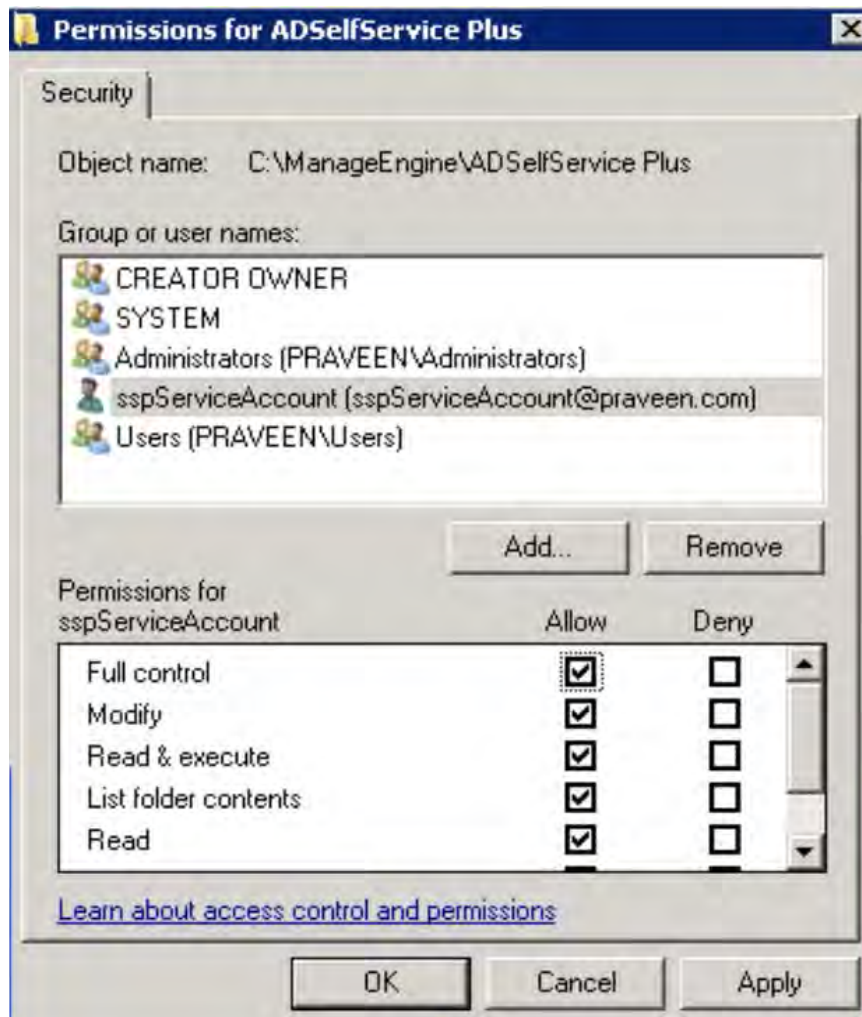 Permissions for ADSelfService Plus
Security
Object name: C:\ManageEngine\ADSelfService Plus
Group or user names:
CREATOR OWNER
SYSTEM
Administrators (PRAVEEN\Administrators)
sspServiceAccount (sspServiceAccount@praveen.com)
Users (PRAVEEN\Users)
Add... Remove
Permissions for
sspServiceAccount Allow Deny
Full control
Modify
Read & execute
List folder contents
Read
Learn about access control and permissions
OK Cancel Apply